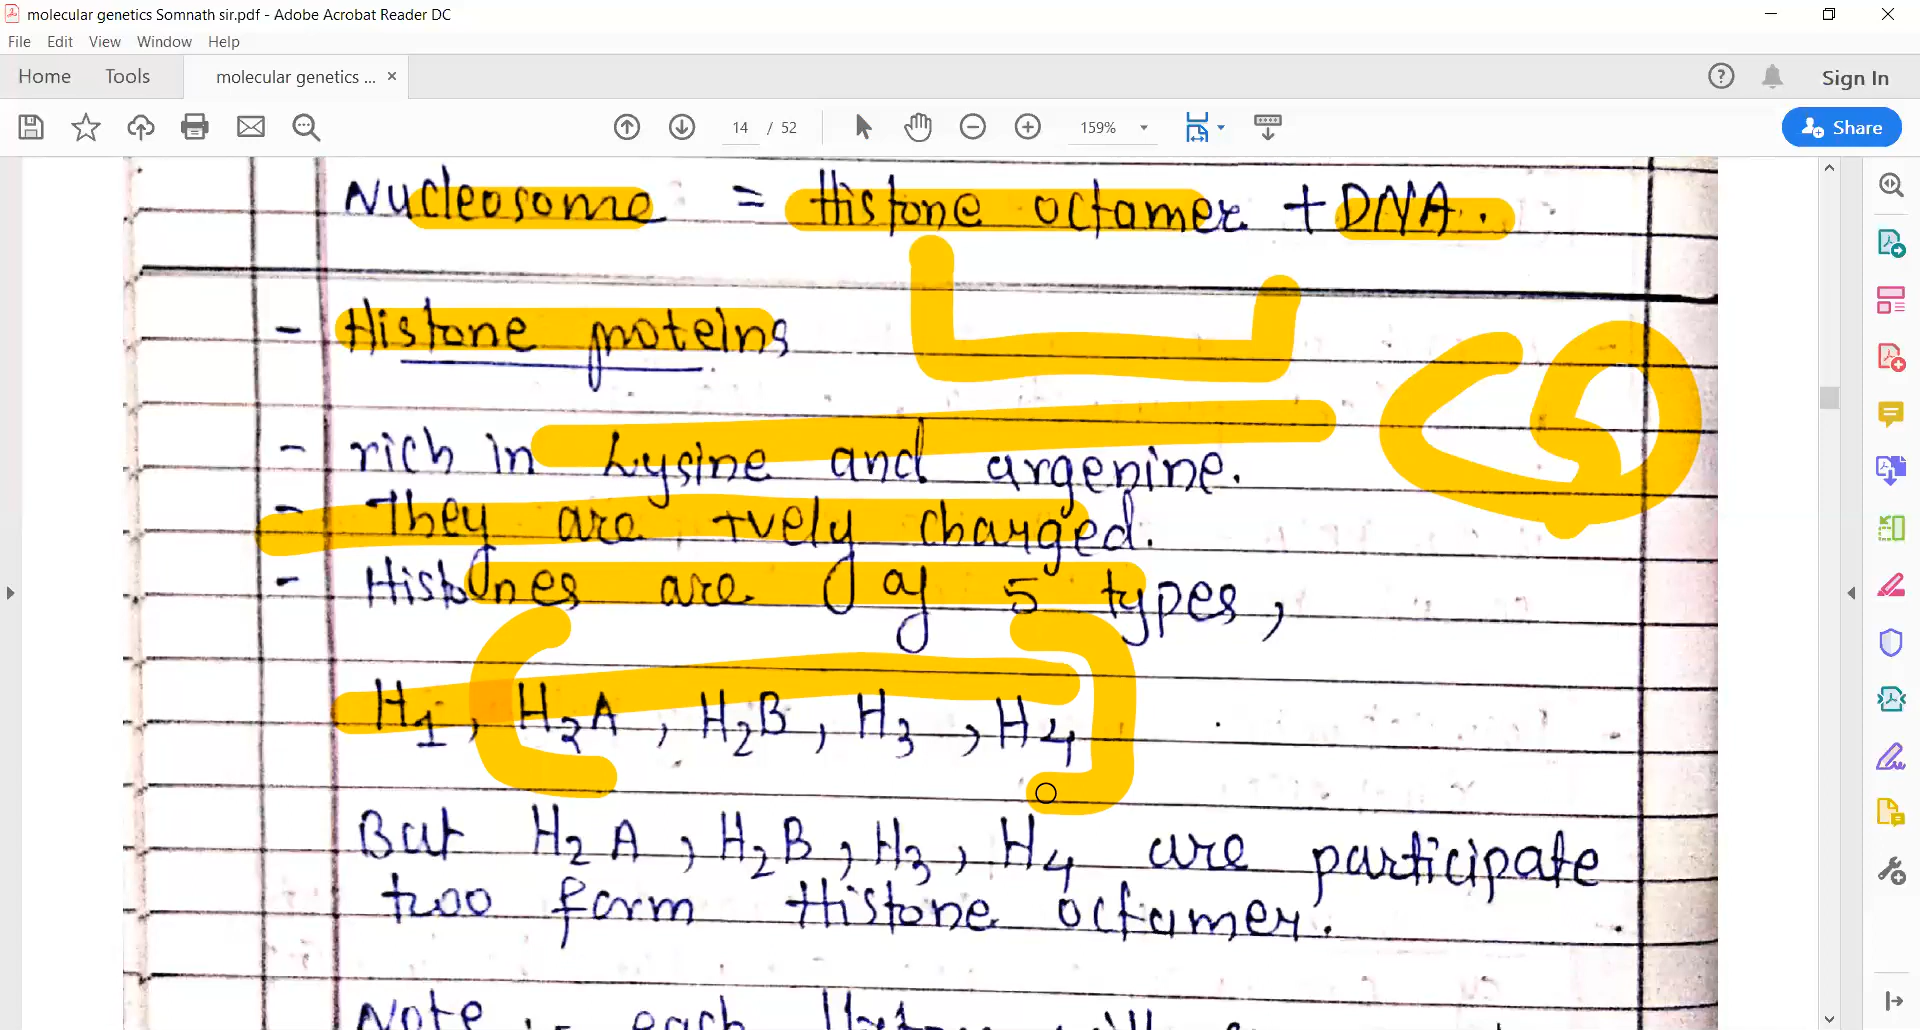 molecular genetics Somnath sir.pdf - Adobe Acrobat Reader DC
File Edit View Window Help
Home Tools molecular genetics ... × Sign In
14 / 52 159% Share
Nucleosome = Histone octamer + DNA.
- Histone proteins
- rich in Lysine and argenine.
- They are +vely charged.
- Histones are of 5 types,
H1, H2A, H2B, H3, H4
But H2A, H2B, H3, H4 are participate
too form Histone octamer.
Note :- each